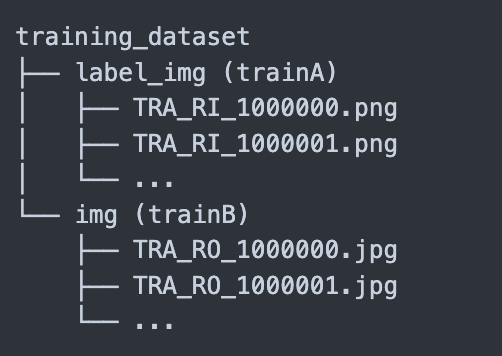 training_dataset
├── label_img (trainA)
│   ├── TRA_RI_1000000.png
│   ├── TRA_RI_1000001.png
│   └── ...
└── img (trainB)
    ├── TRA_RO_1000000.jpg
    ├── TRA_RO_1000001.jpg
    └── ...